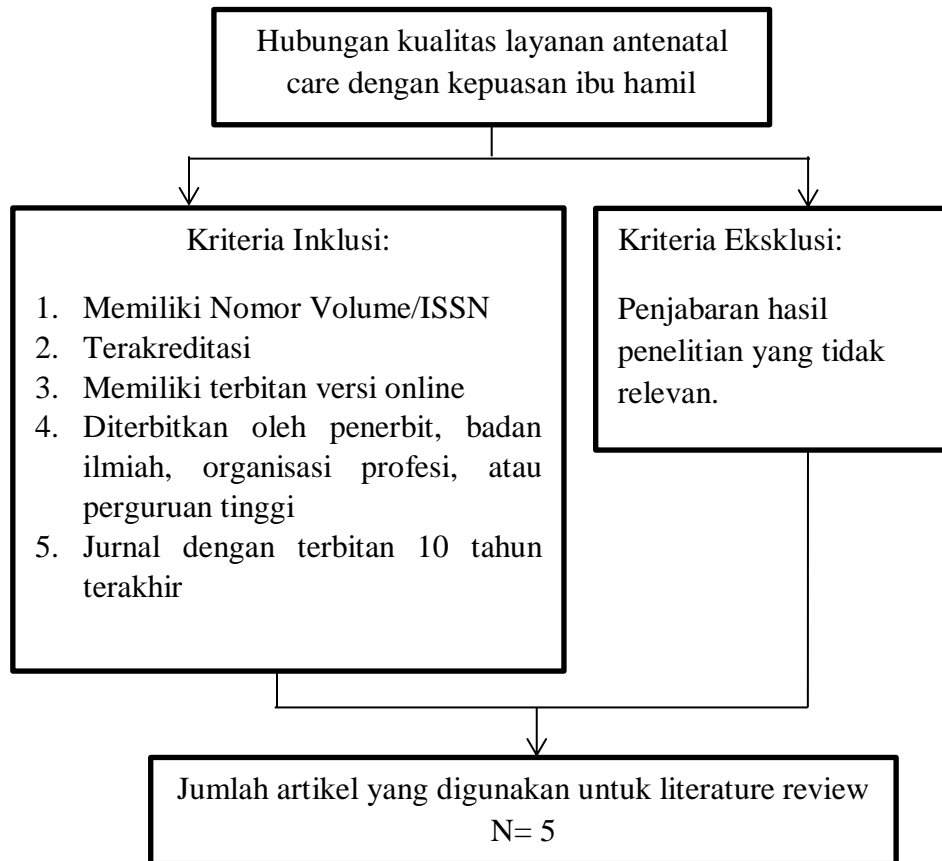 Hubungan kualitas layanan antenatal
care dengan kepuasan ibu hamil
Kriteria Inklusi:
1. Memiliki Nomor Volume/ISSN
2. Terakreditasi
3. Memiliki terbitan versi online
4. Diterbitkan oleh penerbit, badan
ilmiah, organisasi profesi, atau
perguruan tinggi
5. Jurnal dengan terbitan 10 tahun
terakhir
Kriteria Eksklusi:
Penjabaran hasil
penelitian yang tidak
relevan.
Jumlah artikel yang digunakan untuk literature review
N= 5